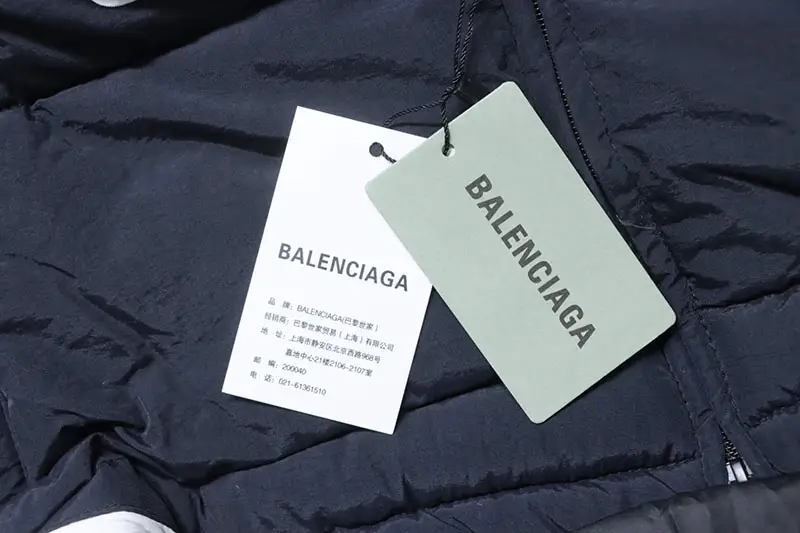 BALENCIAGA
品 牌：BALENCIAGA(巴黎世家)
经销商：巴黎世家贸易（上海）有限公司
地 址：上海市静安区北京西路968号
嘉地中心21楼2106-2107室
邮 编：200040
电 话：021-61361510
BALENCIAGA